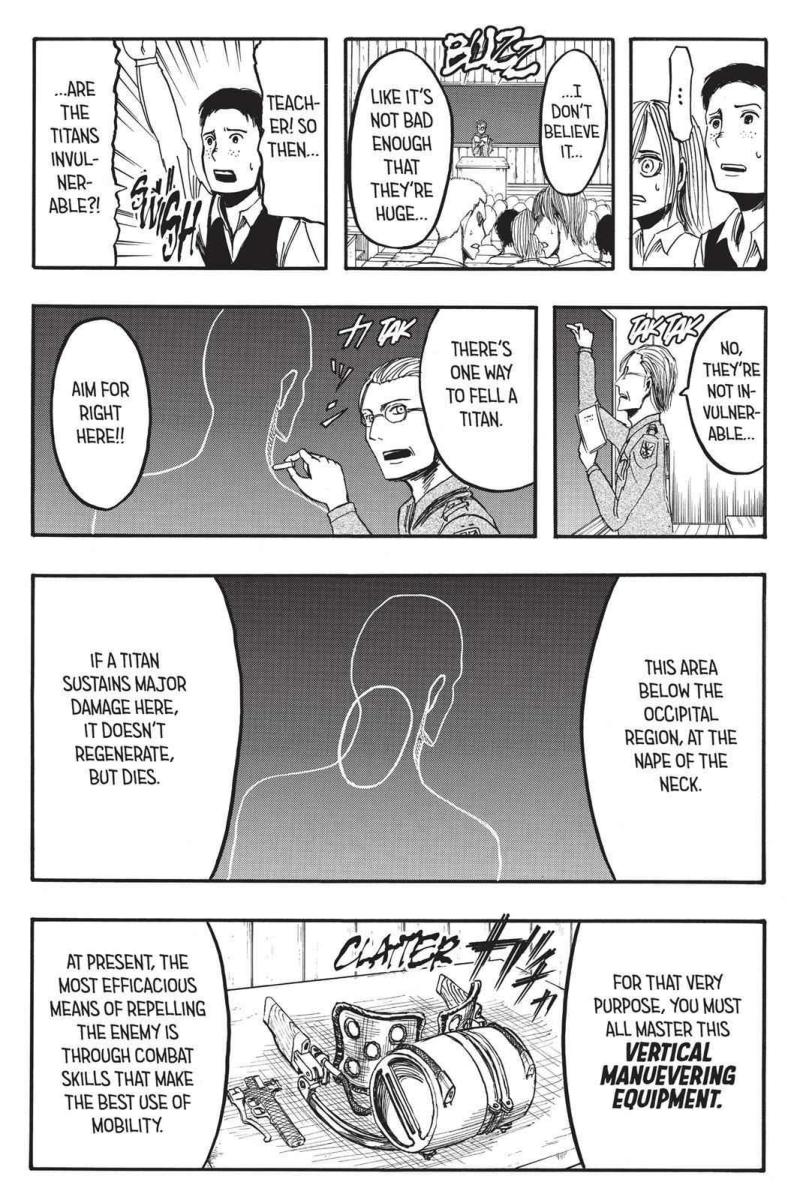 ...
BUZZ
...I
DON'T
BELIEVE
IT...
LIKE IT'S
NOT BAD
ENOUGH
THAT
THEY'RE
HUGE...
TEACH-
ER! SO
THEN...
...ARE
THE
TITANS
INVUL-
NER-
ABLE?!
SWISH
NO,
THEY'RE
NOT IN-
VULNER-
ABLE...
TAK TAK
THERE'S
ONE WAY
TO FELL A
TITAN.
カ TAK
AIM FOR
RIGHT
HERE!!
THIS AREA
BELOW THE
OCCIPITAL
REGION, AT THE
NAPE OF THE
NECK.
IF A TITAN
SUSTAINS MAJOR
DAMAGE HERE,
IT DOESN'T
REGENERATE,
BUT DIES.
FOR THAT VERY
PURPOSE, YOU MUST
ALL MASTER THIS
VERTICAL
MANUEVERING
EQUIPMENT.
CLATTER ガチャ
AT PRESENT, THE
MOST EFFICACIOUS
MEANS OF REPELLING
THE ENEMY IS
THROUGH COMBAT
SKILLS THAT MAKE
THE BEST USE OF
MOBILITY.